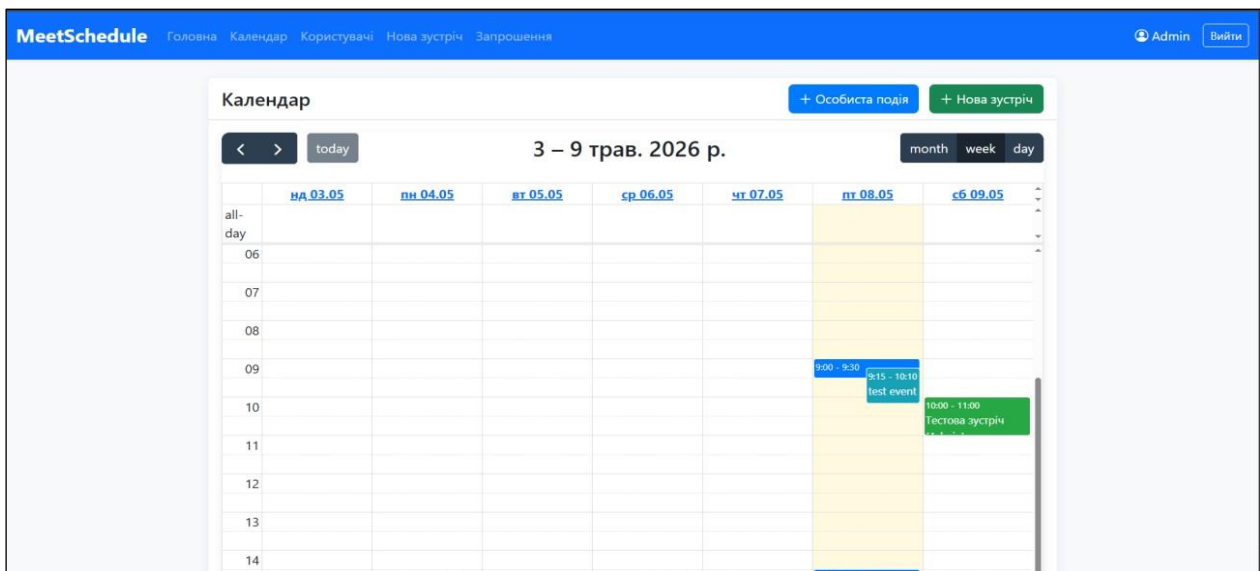 MeetSchedule Головна Календар Користувачі Нова зустріч Запрошення Admin Вийти
Календар + Особиста подія + Нова зустріч
today 3 – 9 трав. 2026 р. month week day
нд 03.05 пн 04.05 вт 05.05 ср 06.05 чт 07.05 пт 08.05 сб 09.05
all-
day
06
07
08
09 9:00 - 9:30
9:15 - 10:10
test event
10 10:00 - 11:00
Тестова зустріч
11
12
13
14